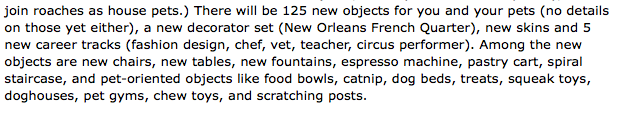 join roaches as house pets.) There will be 125 new objects for you and your pets (no details
on those yet either), a new decorator set (New Orleans French Quarter), new skins and 5
new career tracks (fashion design, chef, vet, teacher, circus performer). Among the new
objects are new chairs, new tables, new fountains, espresso machine, pastry cart, spiral
staircase, and pet-oriented objects like food bowls, catnip, dog beds, treats, squeak toys,
doghouses, pet gyms, chew toys, and scratching posts.